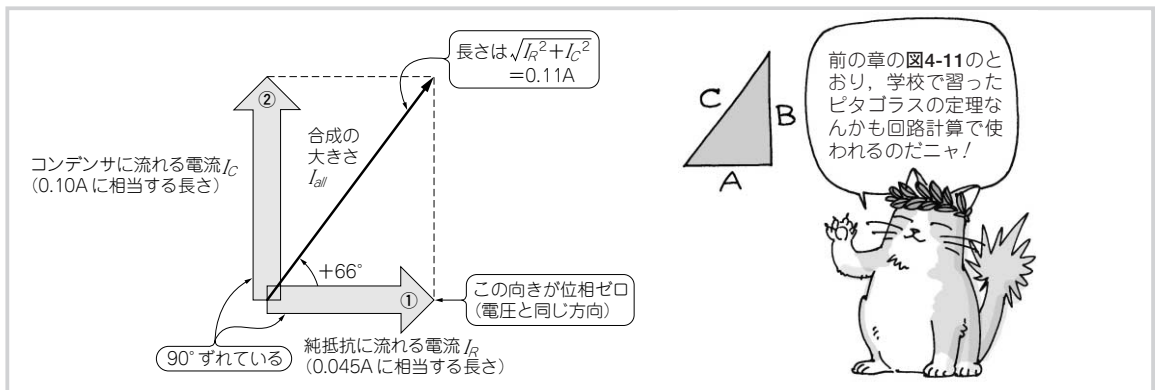 長さは√I_R²+I_C²
=0.11A
②
合成の
大きさ
I_all
コンデンサに流れる電流I_C
(0.10Aに相当する長さ)
+66°
①
この向きが位相ゼロ
(電圧と同じ方向)
90°ずれている
純抵抗に流れる電流I_R
(0.045Aに相当する長さ)
C
B
A
前の章の図4-11のと
おり，学校で習った
ピタゴラスの定理な
んかも回路計算で使
われるのだニャ！